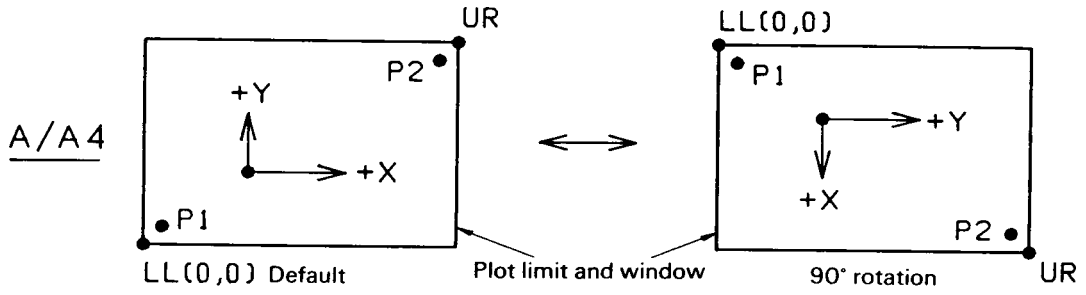 A/A4
UR
P2
+Y
+X
P1
LL(0,0) Default
Plot limit and window
LL(0,0)
P1
+Y
+X
P2
90° rotation
UR